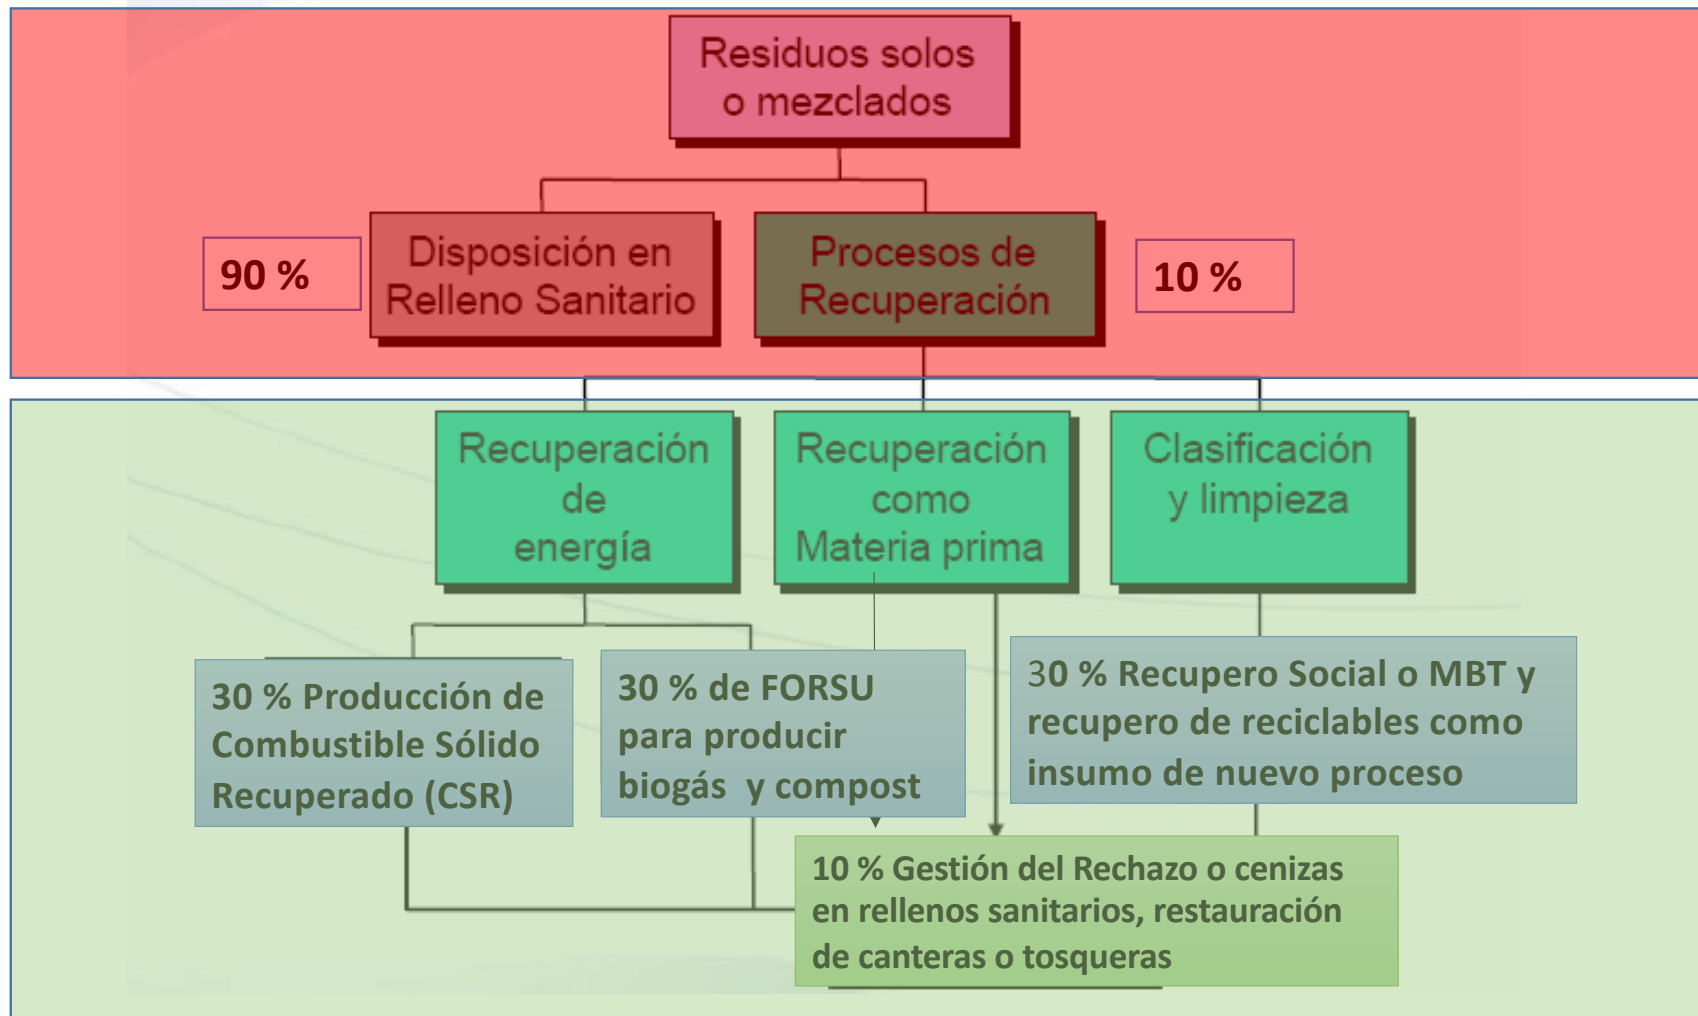 Residuos solos
o mezclados
90 %
Disposición en
Relleno Sanitario
Procesos de
Recuperación
10 %
Recuperación
de
energía
Recuperación
como
Materia prima
Clasificación
y limpieza
30 % Producción de
Combustible Sólido
Recuperado (CSR)
30 % de FORSU
para producir
biogás y compost
30 % Recupero Social o MBT y
recupero de reciclables como
insumo de nuevo proceso
10 % Gestión del Rechazo o cenizas
en rellenos sanitarios, restauración
de canteras o tosqueras